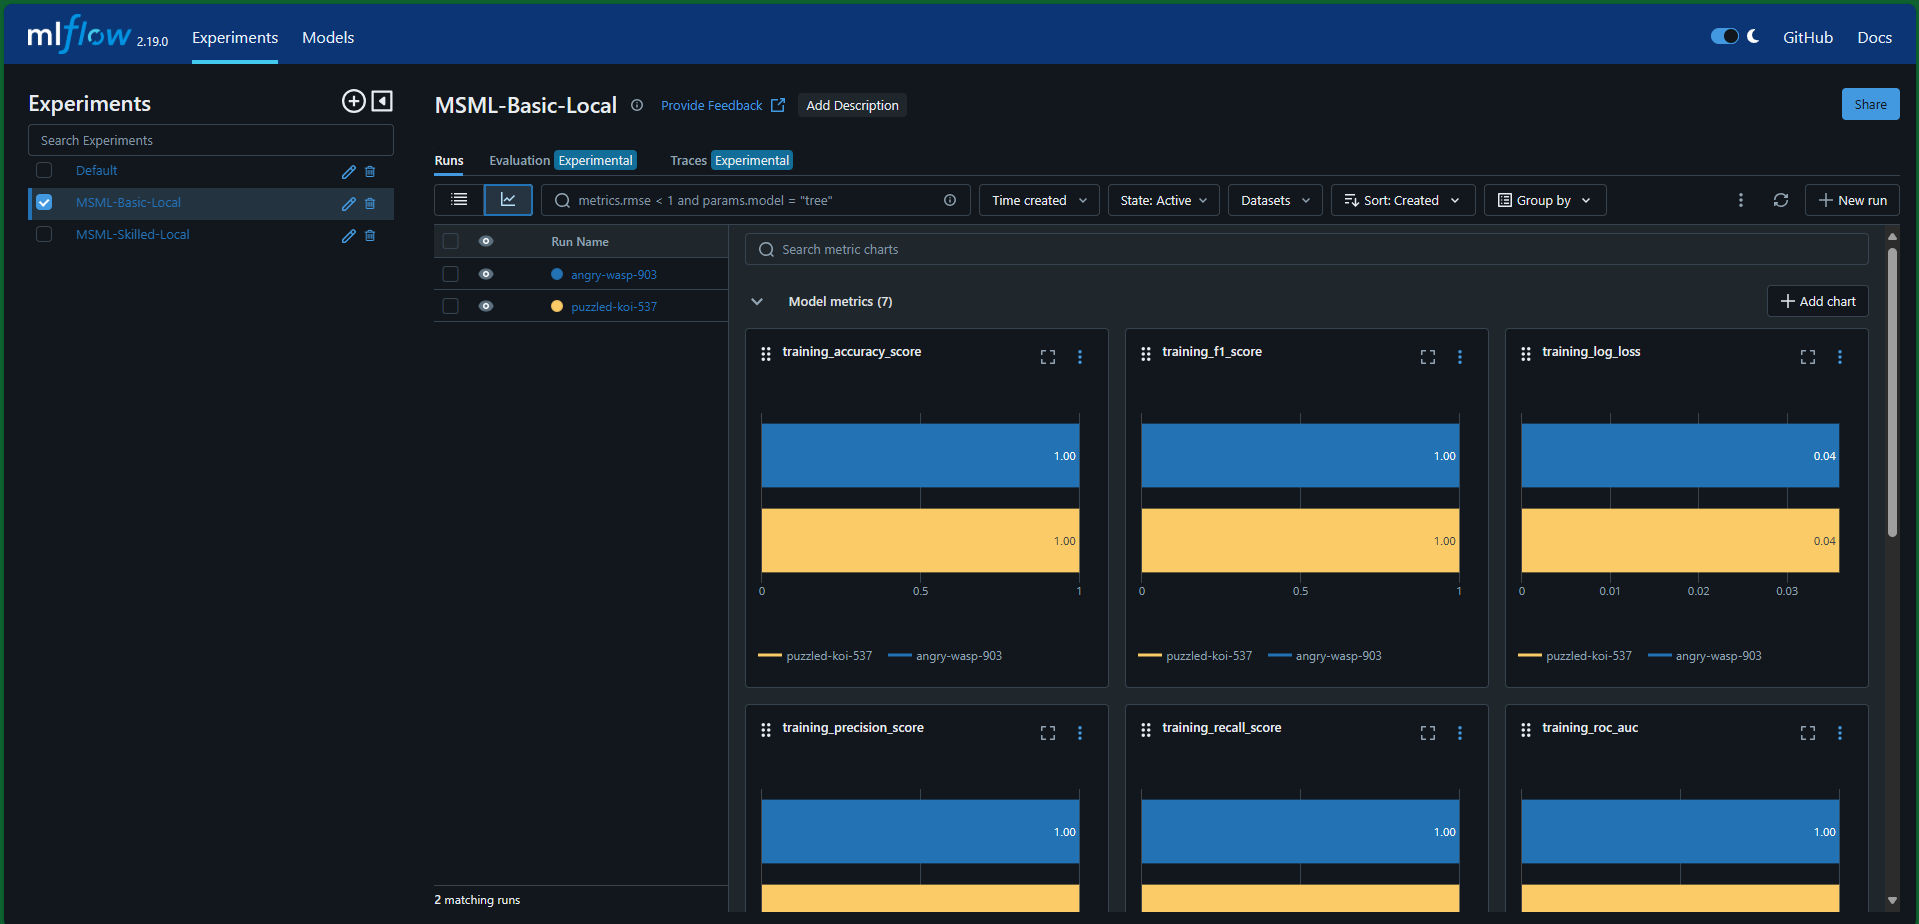 mlflow 2.19.0 Experiments Models GitHub Docs
Experiments
Search Experiments
Default
MSML-Basic-Local
MSML-Skilled-Local
MSML-Basic-Local Provide Feedback Add Description Share
Runs Evaluation Experimental Traces Experimental
metrics.rmse < 1 and params.model = "tree" Time created State: Active Datasets Sort: Created Group by New run
Run Name
angry-wasp-903
puzzled-koi-537
2 matching runs
Search metric charts
Model metrics (7) Add chart
training_accuracy_score
1.00
1.00
0 0.5 1
puzzled-koi-537 angry-wasp-903
training_f1_score
1.00
1.00
0 0.5 1
puzzled-koi-537 angry-wasp-903
training_log_loss
0.04
0.04
0 0.01 0.02 0.03
puzzled-koi-537 angry-wasp-903
training_precision_score
1.00
training_recall_score
1.00
training_roc_auc
1.00